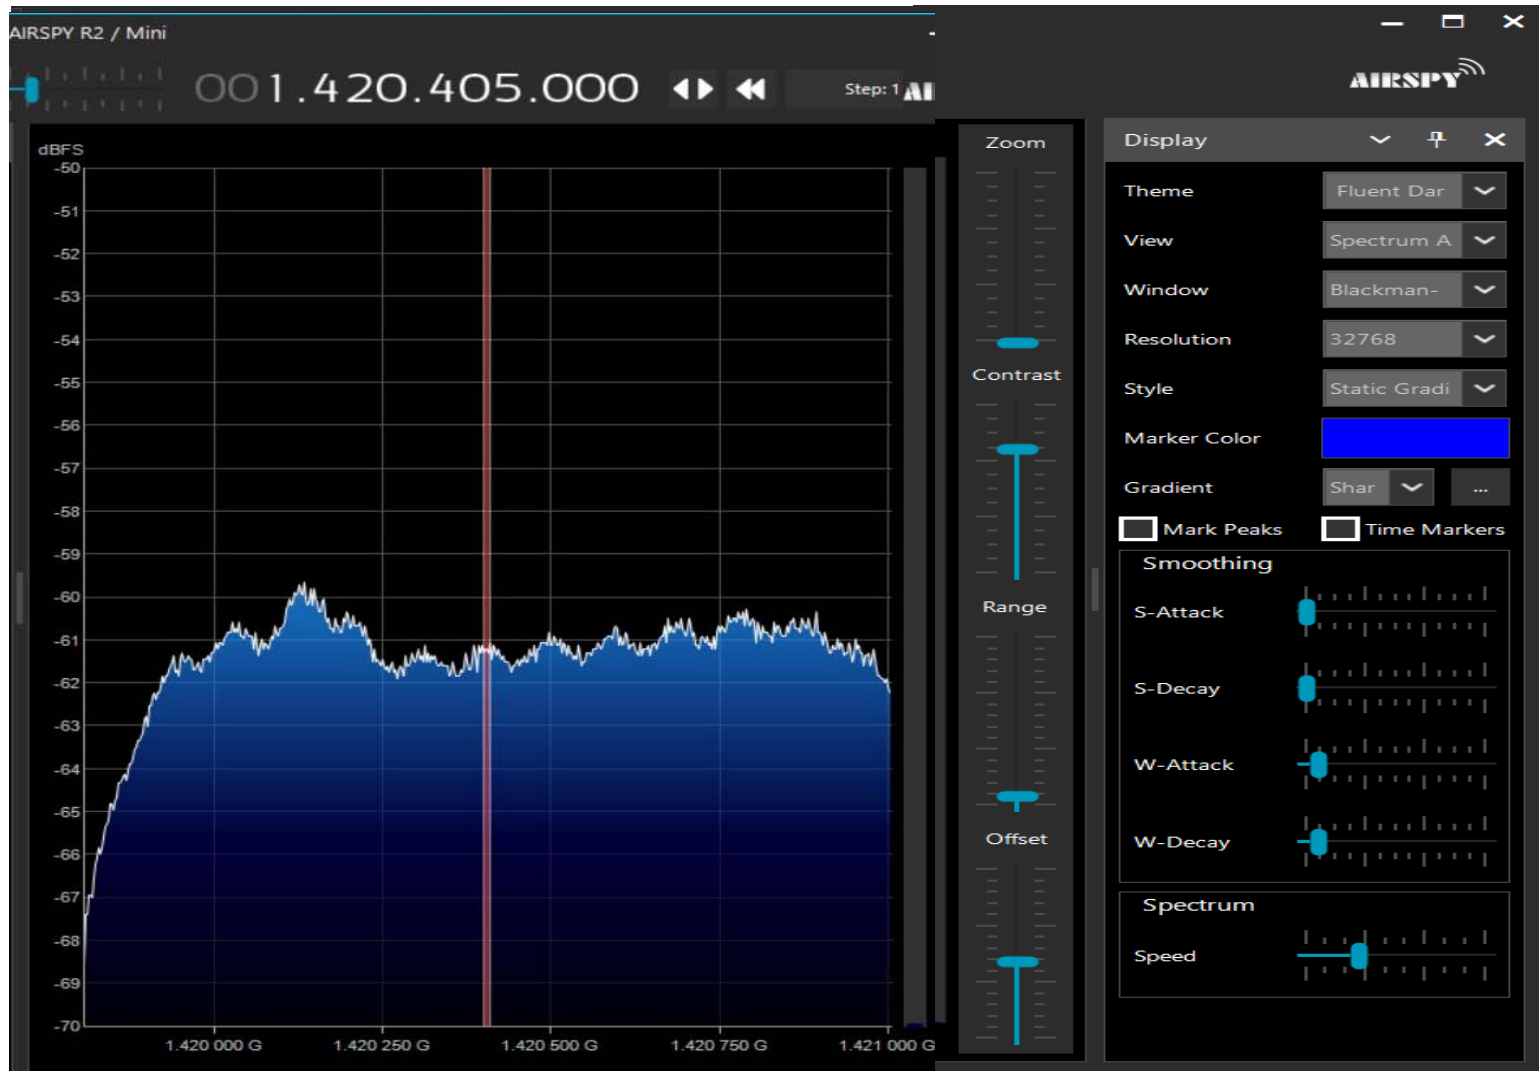 AIRSPY R2 / Mini
001.420.405.000
Step: 1
AIRSPY
dBFS
-50
-51
-52
-53
-54
-55
-56
-57
-58
-59
-60
-61
-62
-63
-64
-65
-66
-67
-68
-69
-70
1.420 000 G
1.420 250 G
1.420 500 G
1.420 750 G
1.421 000 G
Zoom
Contrast
Range
Offset
Display
Theme
Fluent Dar
View
Spectrum A
Window
Blackman-
Resolution
32768
Style
Static Gradi
Marker Color
Gradient
Shar
...
Mark Peaks
Time Markers
Smoothing
S-Attack
S-Decay
W-Attack
W-Decay
Spectrum
Speed